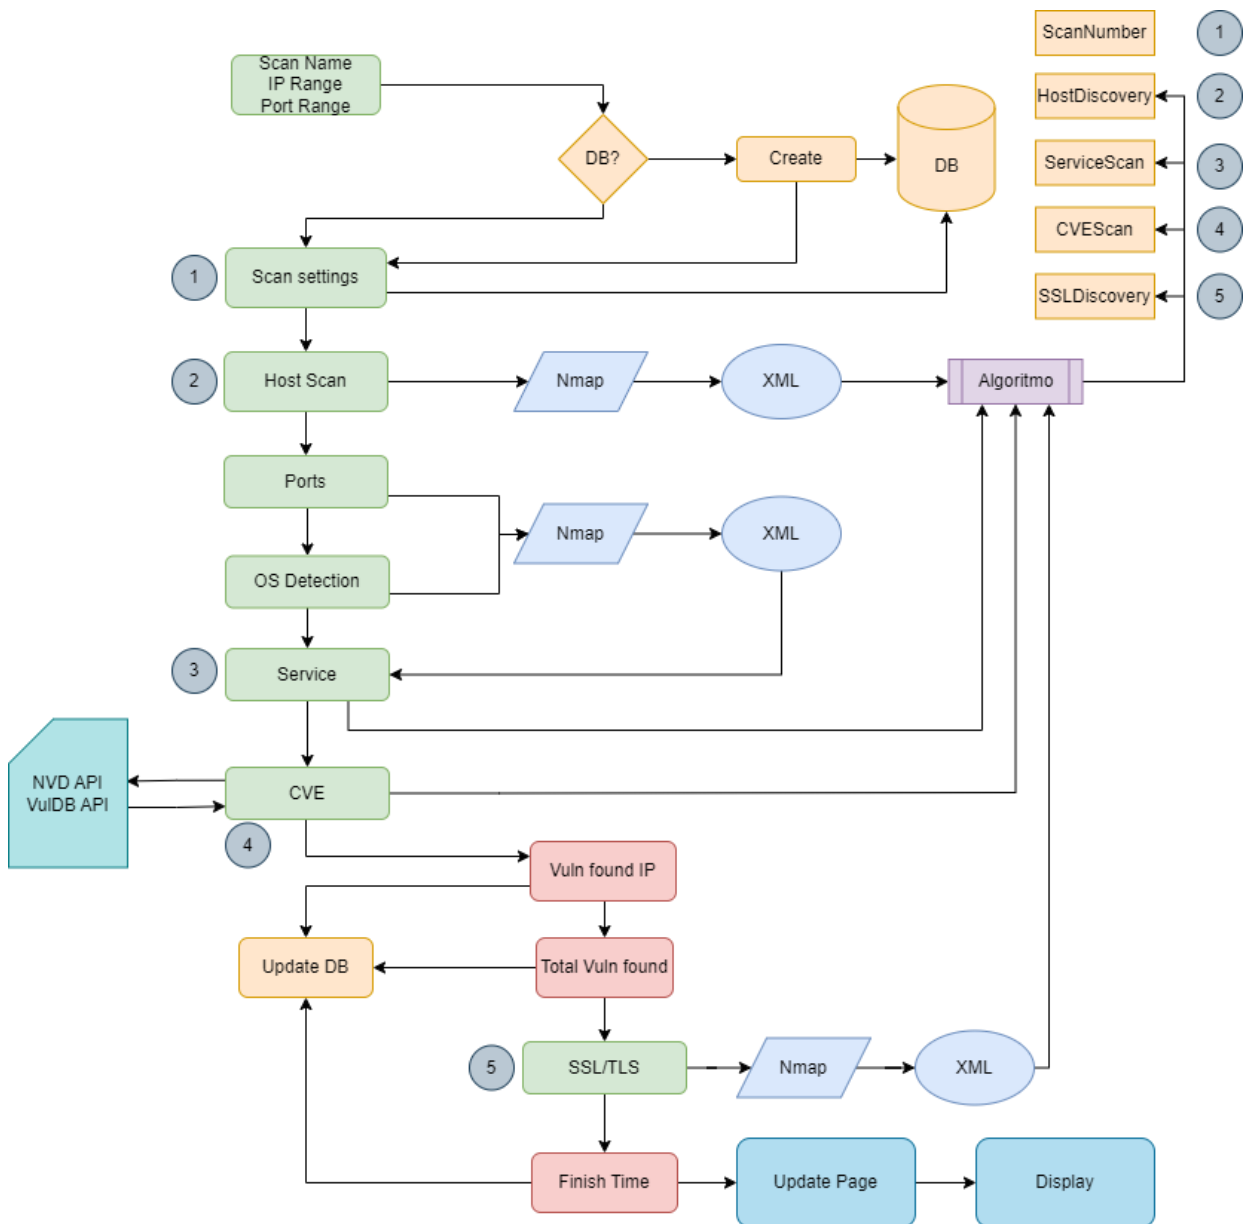 ScanNumber
1
Scan Name
IP Range
Port Range
HostDiscovery
2
DB?
Create
DB
ServiceScan
3
CVEScan
4
1
Scan settings
SSLDiscovery
5
2
Host Scan
Nmap
XML
Algoritmo
Ports
Nmap
XML
OS Detection
3
Service
NVD API
VulDB API
CVE
4
Vuln found IP
Update DB
Total Vuln found
5
SSL/TLS
Nmap
XML
Finish Time
Update Page
Display